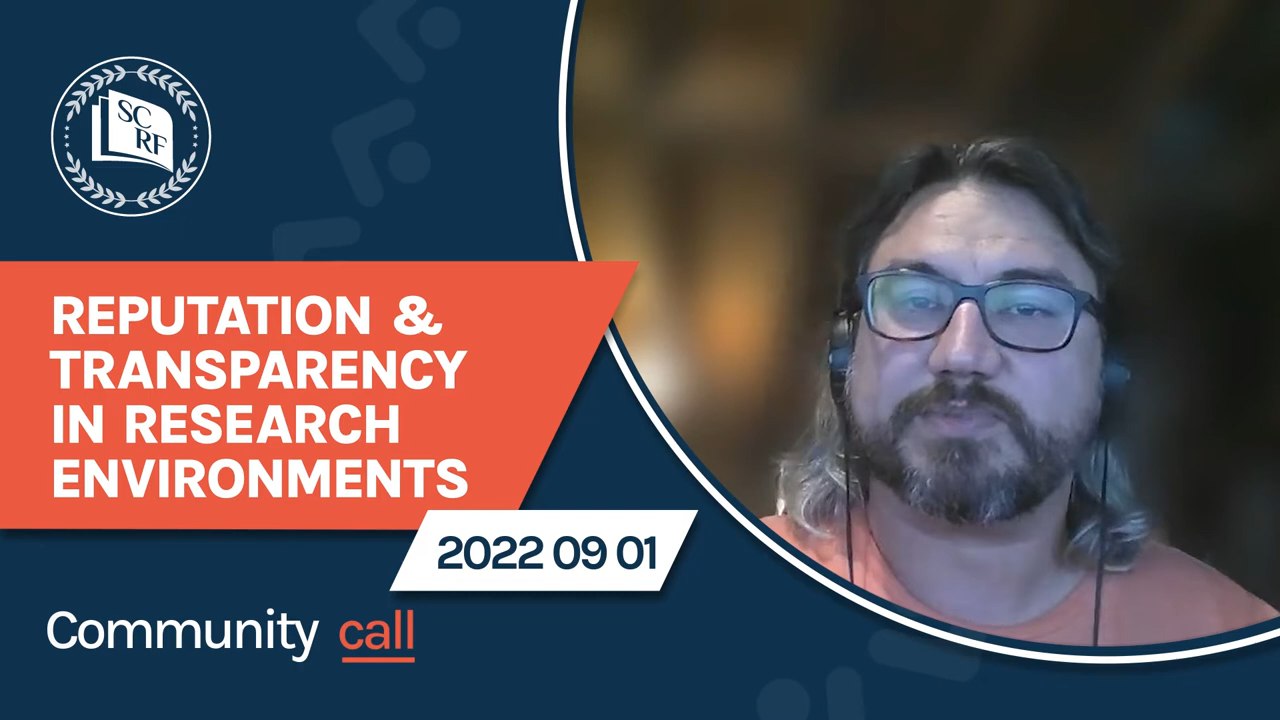 SC
RF
REPUTATION &
TRANSPARENCY
IN RESEARCH
ENVIRONMENTS
2022 09 01
Community call